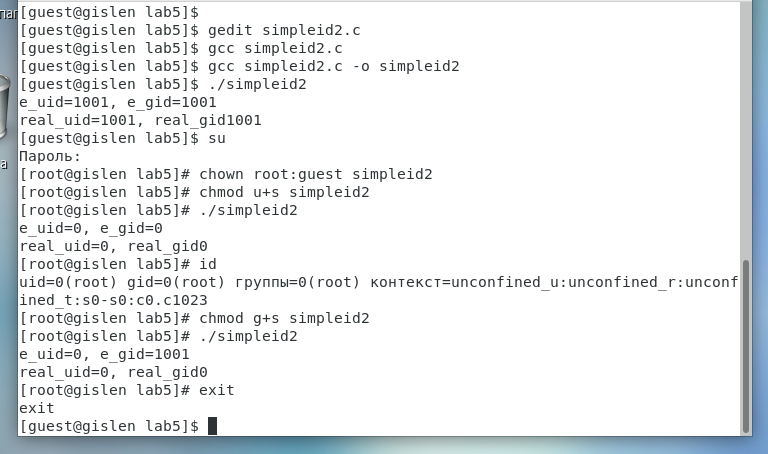 [guest@gislen lab5]$
[guest@gislen lab5]$ gedit simpleid2.c
[guest@gislen lab5]$ gcc simpleid2.c
[guest@gislen lab5]$ gcc simpleid2.c -o simpleid2
[guest@gislen lab5]$ ./simpleid2
e_uid=1001, e_gid=1001
real_uid=1001, real_gid1001
[guest@gislen lab5]$ su
Пароль:
[root@gislen lab5]# chown root:guest simpleid2
[root@gislen lab5]# chmod u+s simpleid2
[root@gislen lab5]# ./simpleid2
e_uid=0, e_gid=0
real_uid=0, real_gid0
[root@gislen lab5]# id
uid=0(root) gid=0(root) группы=0(root) контекст=unconfined_u:unconfined_r:unconf
ined_t:s0-s0:c0.c1023
[root@gislen lab5]# chmod g+s simpleid2
[root@gislen lab5]# ./simpleid2
e_uid=0, e_gid=1001
real_uid=0, real_gid0
[root@gislen lab5]# exit
exit
[guest@gislen lab5]$